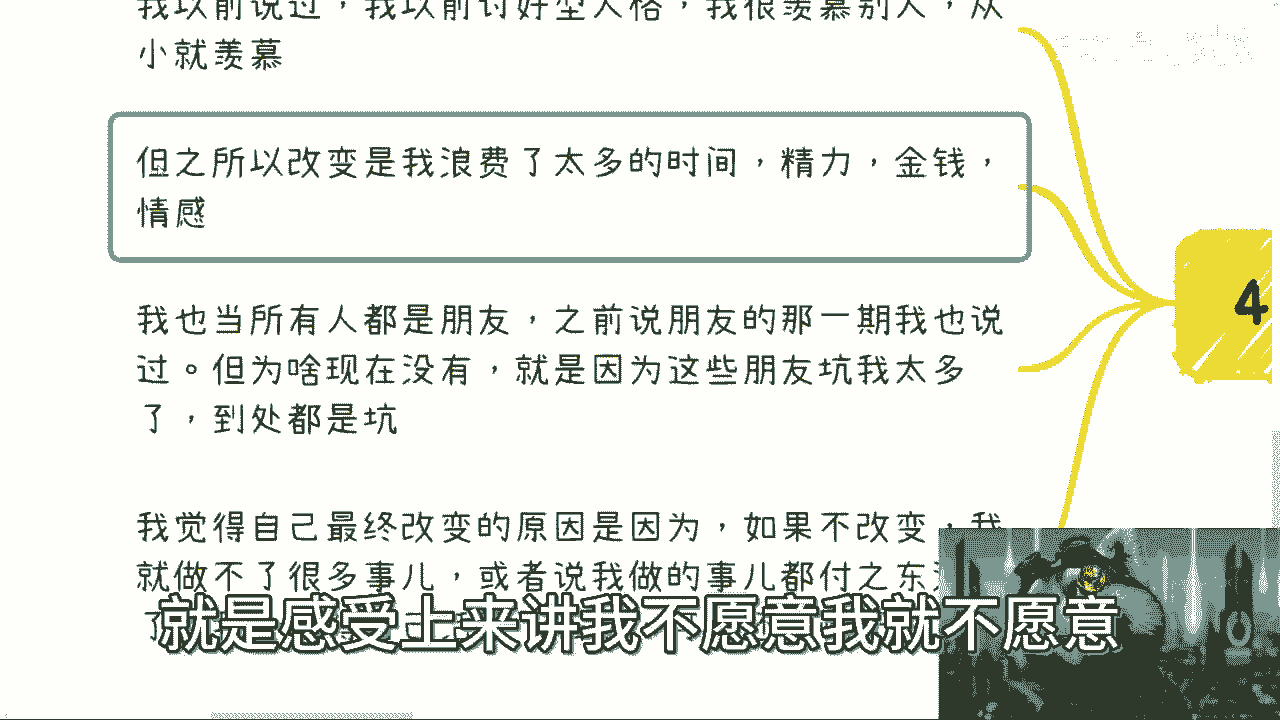 我以前说过，我以前讨好型人格，我很羡慕别人，从
小就羡慕
但之所以改变是我浪费了太多的时间，精力，金钱，
情感
我也当所有人都是朋友，之前说朋友的那一期我也说
过。但为啥现在没有，就是因为这些朋友坑我太多
了，到处都是坑
4
我觉得自己最终改变的原因是因为，如果不改变，我
就做不了很多事儿，或者说我做的事儿都付之东
了
就是感受上来讲我不愿意我就不愿意